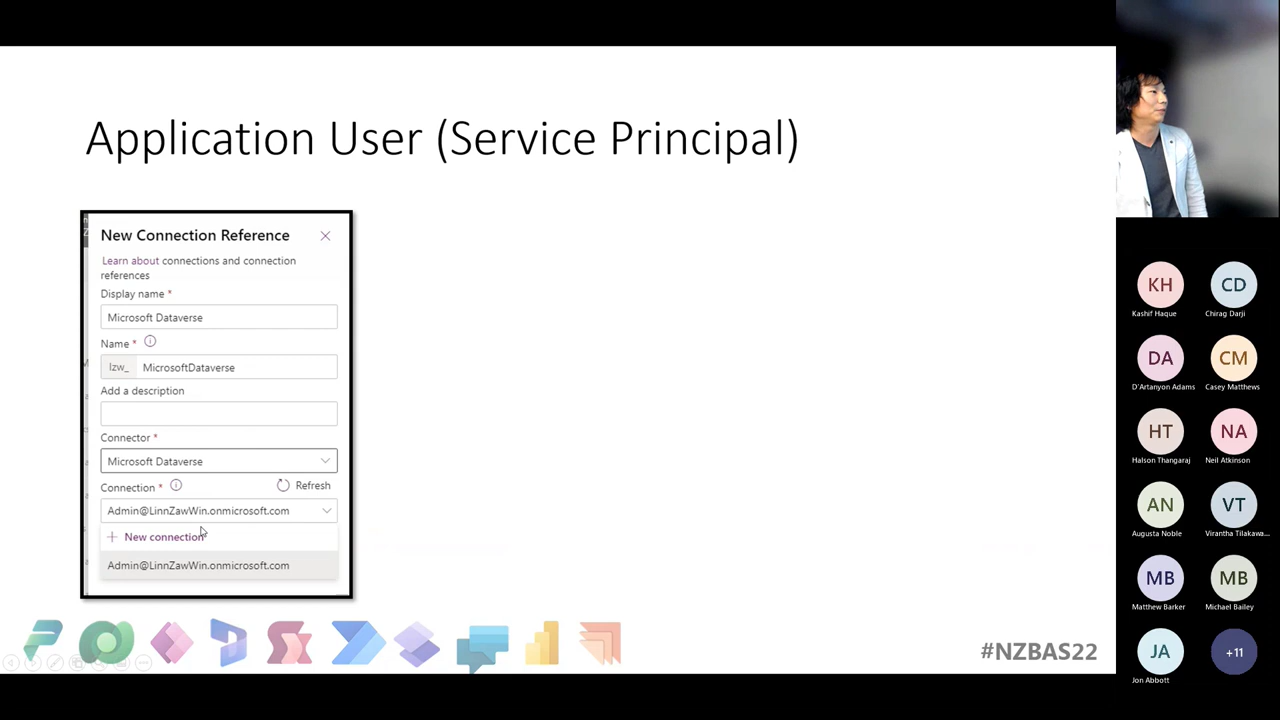 Application User (Service Principal)
New Connection Reference
Learn about connections and connection
references
Display name *
Microsoft Dataverse
Name *
lzw_ MicrosoftDataverse
Add a description
Connector *
Microsoft Dataverse
Connection *
Refresh
Admin@LinnZawWin.onmicrosoft.com
+ New connection
Admin@LinnZawWin.onmicrosoft.com
#NZBAS22
KH
Kashif Haque
CD
Chirag Darji
DA
D'Artanyon Adams
CM
Casey Matthews
HT
Halson Thangaraj
NA
Neil Atkinson
AN
Augusta Noble
VT
Virantha Tilakawa...
MB
Matthew Barker
MB
Michael Bailey
JA
Jon Abbott
+11